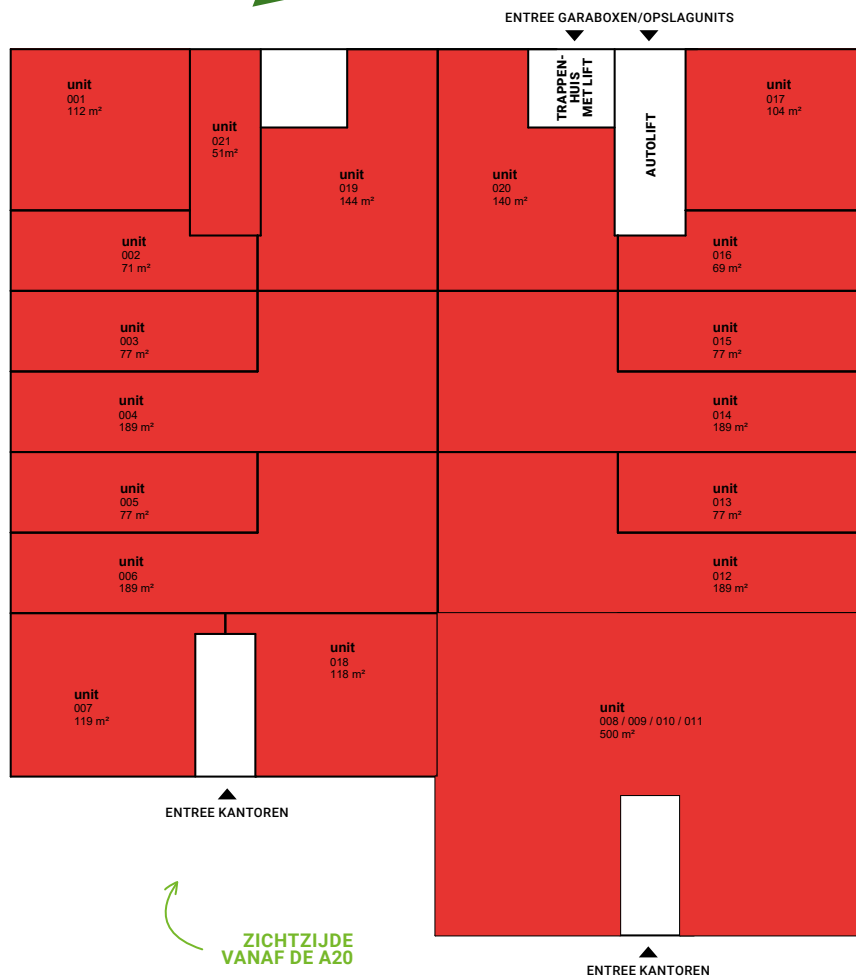 ENTREE GARABOXEN/OPSLAGUNITS
unit
001
112 m²
unit
021
51m²
unit
019
144 m²
unit
020
140 m²
TRAPPEN-
HUIS
MET LIFT
AUTOLIFT
unit
017
104 m²
unit
002
71 m²
unit
016
69 m²
unit
003
77 m²
unit
015
77 m²
unit
004
189 m²
unit
014
189 m²
unit
005
77 m²
unit
013
77 m²
unit
006
189 m²
unit
012
189 m²
unit
007
119 m²
unit
018
118 m²
unit
008 / 009 / 010 / 011
500 m²
ENTREE KANTOREN
ZICHTZIJDE
VANAF DE A20
ENTREE KANTOREN